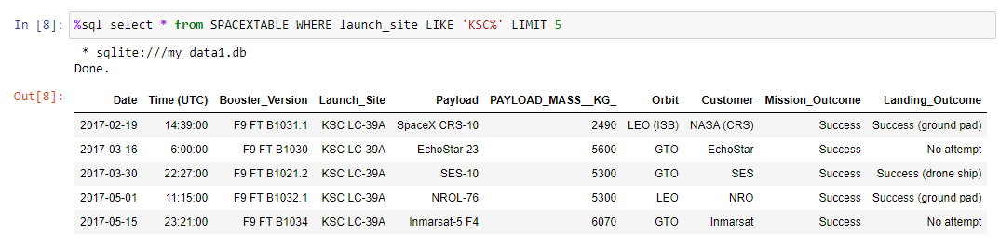 In [8]: %sql select * from SPACEXTABLE WHERE launch_site LIKE 'KSC%' LIMIT 5
* sqlite:///my_data1.db
Done.
Out[8]:
Date Time (UTC) Booster_Version Launch_Site Payload PAYLOAD_MASS__KG_ Orbit Customer Mission_Outcome Landing_Outcome
2017-02-19 14:39:00 F9 FT B1031.1 KSC LC-39A SpaceX CRS-10 2490 LEO (ISS) NASA (CRS) Success Success (ground pad)
2017-03-16 6:00:00 F9 FT B1030 KSC LC-39A EchoStar 23 5600 GTO EchoStar Success No attempt
2017-03-30 22:27:00 F9 FT B1021.2 KSC LC-39A SES-10 5300 GTO SES Success Success (drone ship)
2017-05-01 11:15:00 F9 FT B1032.1 KSC LC-39A NROL-76 5300 LEO NRO Success Success (ground pad)
2017-05-15 23:21:00 F9 FT B1034 KSC LC-39A Inmarsat-5 F4 6070 GTO Inmarsat Success No attempt